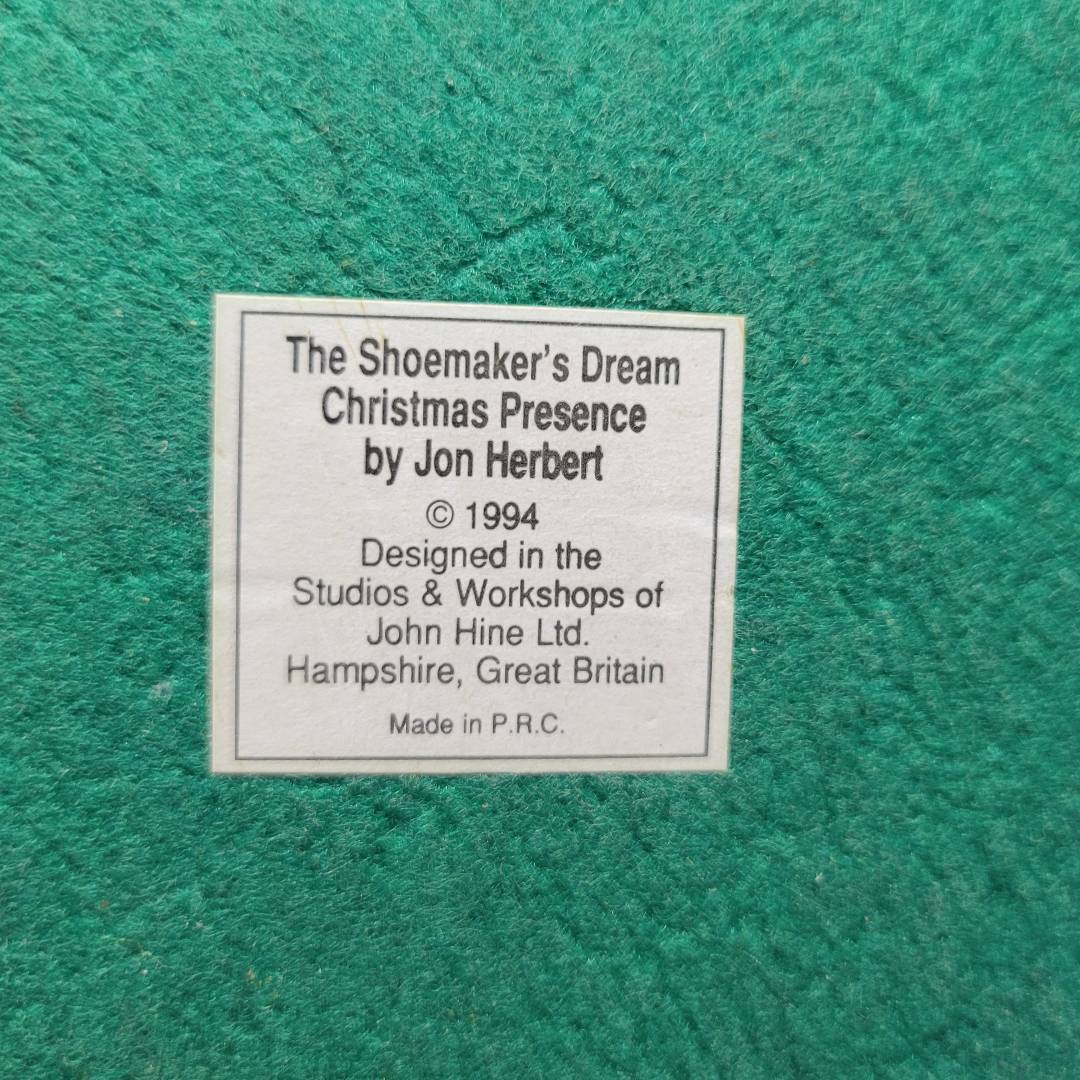 The Shoemaker's Dream
Christmas Presence
by Jon Herbert
© 1994
Designed in the
Studios & Workshops of
John Hine Ltd.
Hampshire, Great Britain
Made in P.R.C.